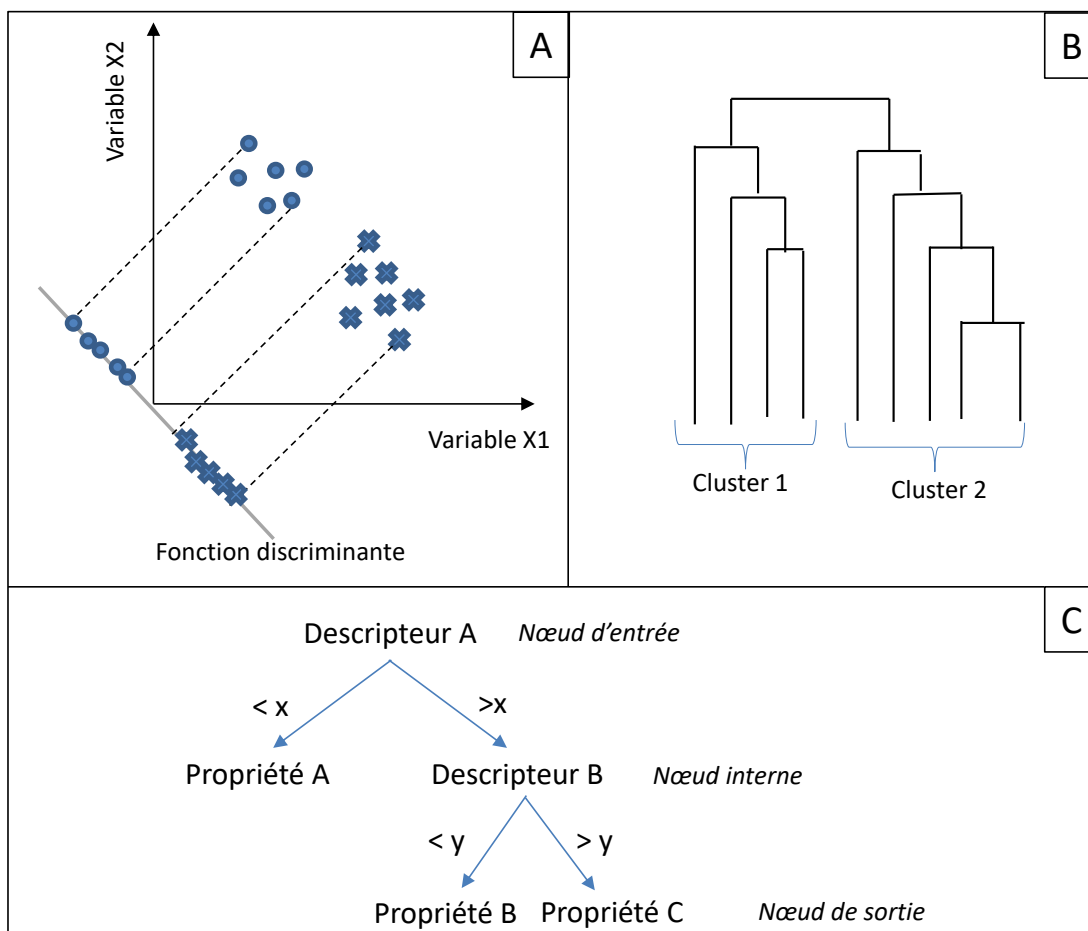 A
Variable X2
Variable X1
Fonction discriminante
B
Cluster 1
Cluster 2
C
Descripteur A Nœud d'entrée
< x >x
Propriété A Descripteur B Nœud interne
< y > y
Propriété B Propriété C Nœud de sortie